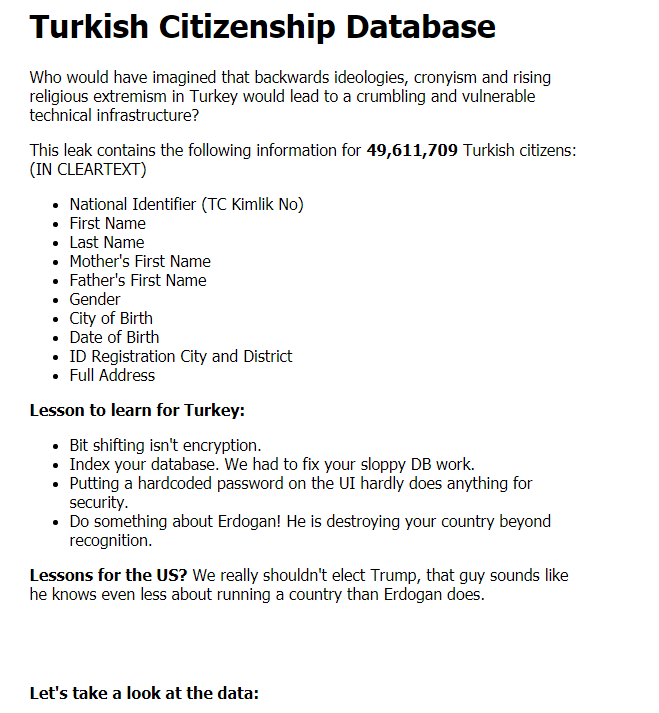 Turkish Citizenship Database
Who would have imagined that backwards ideologies, cronyism and rising
religious extremism in Turkey would lead to a crumbling and vulnerable
technical infrastructure?
This leak contains the following information for 49,611,709 Turkish citizens:
(IN CLEARTEXT)
• National Identifier (TC Kimlik No)
• First Name
• Last Name
• Mother's First Name
• Father's First Name
• Gender
• City of Birth
• Date of Birth
• ID Registration City and District
• Full Address
Lesson to learn for Turkey:
• Bit shifting isn't encryption.
• Index your database. We had to fix your sloppy DB work.
• Putting a hardcoded password on the UI hardly does anything for
security.
• Do something about Erdogan! He is destroying your country beyond
recognition.
Lessons for the US? We really shouldn't elect Trump, that guy sounds like
he knows even less about running a country than Erdogan does.
Let's take a look at the data: